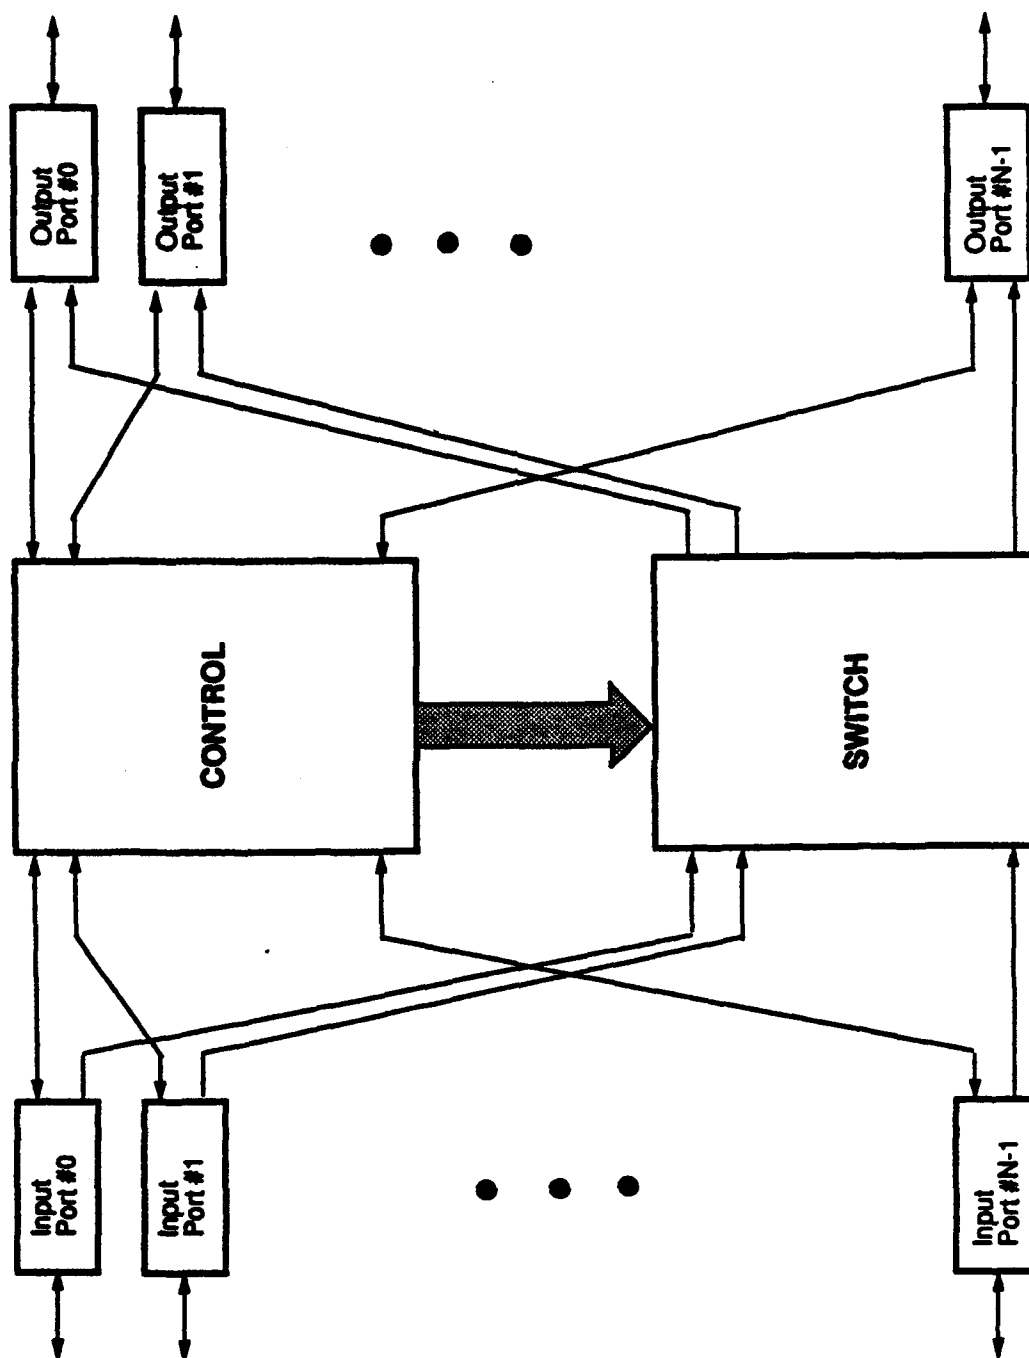 Input
Port #0
Input
Port #1
Input
Port #N-1
CONTROL
SWITCH
Output
Port #0
Output
Port #1
Output
Port #N-1